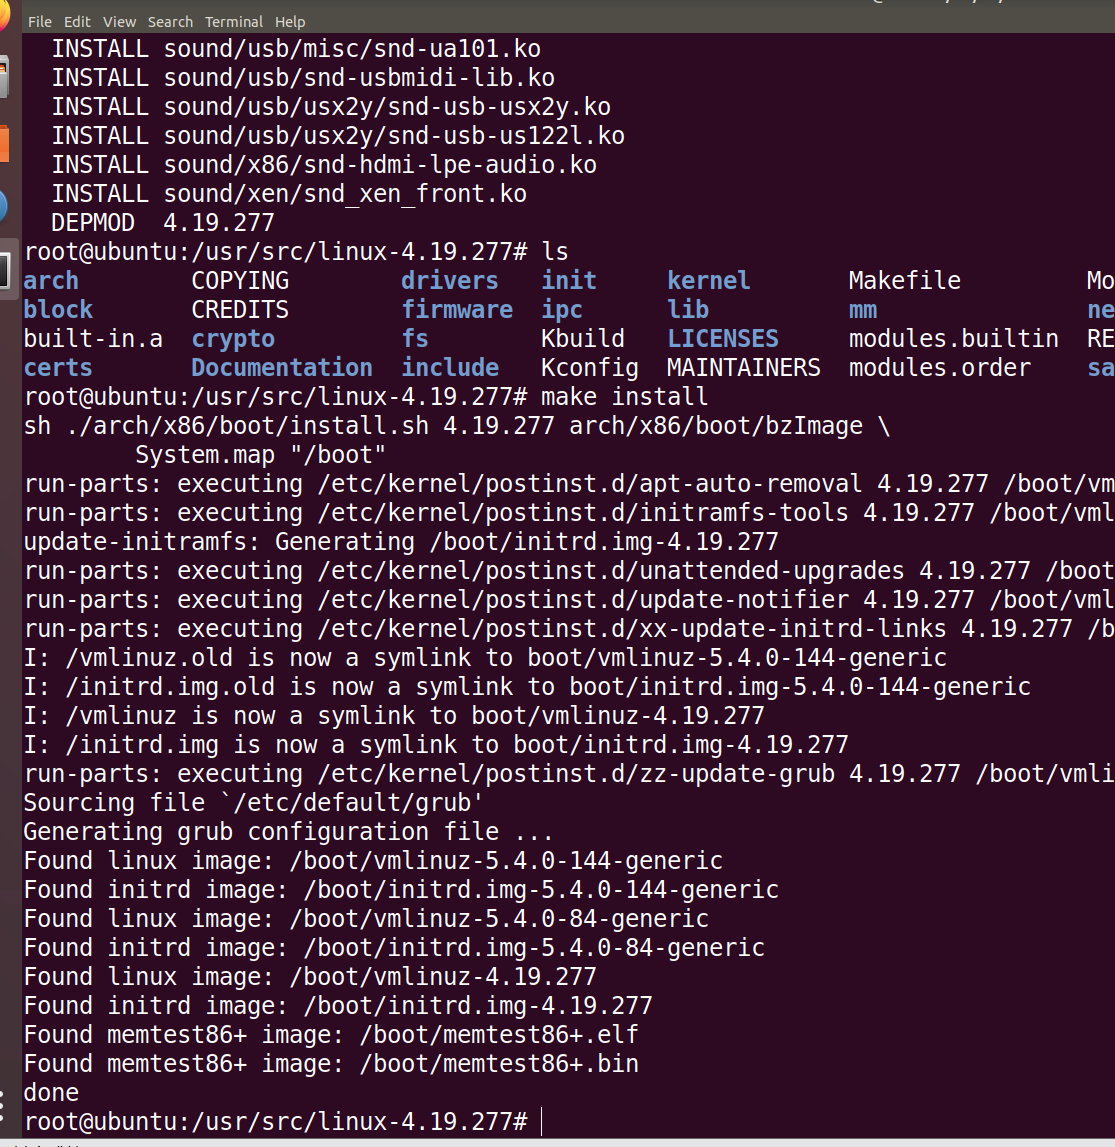 File Edit View Search Terminal Help
INSTALL sound/usb/misc/snd-ua101.ko
INSTALL sound/usb/snd-usbmidi-lib.ko
INSTALL sound/usb/usx2y/snd-usb-usx2y.ko
INSTALL sound/usb/usx2y/snd-usb-us122l.ko
INSTALL sound/x86/snd-hdmi-lpe-audio.ko
INSTALL sound/xen/snd_xen_front.ko
DEPMOD 4.19.277
root@ubuntu:/usr/src/linux-4.19.277# ls
arch COPYING drivers init kernel Makefile Mo
block CREDITS firmware ipc lib mm ne
built-in.a crypto fs Kbuild LICENSES modules.builtin RE
certs Documentation include Kconfig MAINTAINERS modules.order sa
root@ubuntu:/usr/src/linux-4.19.277# make install
sh ./arch/x86/boot/install.sh 4.19.277 arch/x86/boot/bzImage \
System.map "/boot"
run-parts: executing /etc/kernel/postinst.d/apt-auto-removal 4.19.277 /boot/vm
run-parts: executing /etc/kernel/postinst.d/initramfs-tools 4.19.277 /boot/vml
update-initramfs: Generating /boot/initrd.img-4.19.277
run-parts: executing /etc/kernel/postinst.d/unattended-upgrades 4.19.277 /boot
run-parts: executing /etc/kernel/postinst.d/update-notifier 4.19.277 /boot/vml
run-parts: executing /etc/kernel/postinst.d/xx-update-initrd-links 4.19.277 /b
I: /vmlinuz.old is now a symlink to boot/vmlinuz-5.4.0-144-generic
I: /initrd.img.old is now a symlink to boot/initrd.img-5.4.0-144-generic
I: /vmlinuz is now a symlink to boot/vmlinuz-4.19.277
I: /initrd.img is now a symlink to boot/initrd.img-4.19.277
run-parts: executing /etc/kernel/postinst.d/zz-update-grub 4.19.277 /boot/vmli
Sourcing file `/etc/default/grub'
Generating grub configuration file ...
Found linux image: /boot/vmlinuz-5.4.0-144-generic
Found initrd image: /boot/initrd.img-5.4.0-144-generic
Found linux image: /boot/vmlinuz-5.4.0-84-generic
Found initrd image: /boot/initrd.img-5.4.0-84-generic
Found linux image: /boot/vmlinuz-4.19.277
Found initrd image: /boot/initrd.img-4.19.277
Found memtest86+ image: /boot/memtest86+.elf
Found memtest86+ image: /boot/memtest86+.bin
done
root@ubuntu:/usr/src/linux-4.19.277#